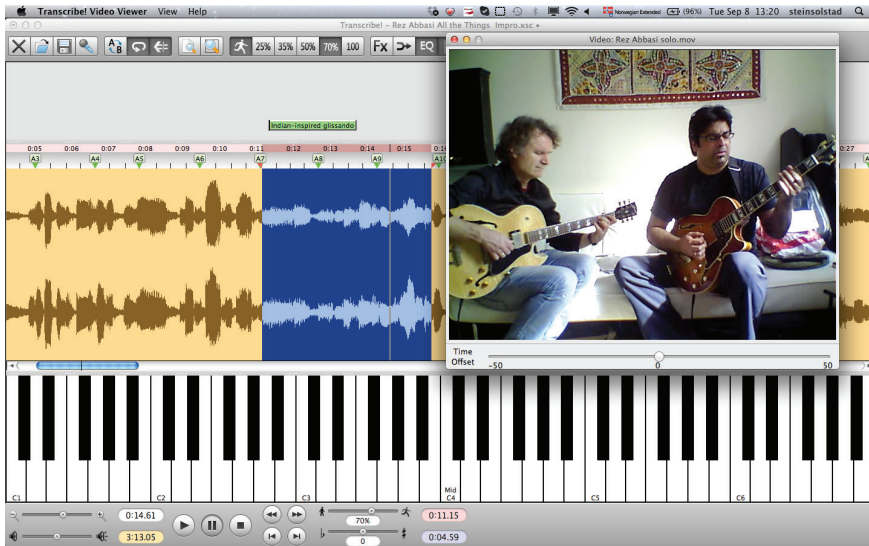 Transcribe! Video Viewer View Help Norwegian Extended (96%) Tue Sep 8 13:20 steinsolstad
Transcribe! – Rez Abbasi All the Things Impro.xsc •
A B 25% 35% 50% 70% 100 Fx EQ
Video: Rez Abbasi solo.mov
Indian-inspired glissando
0:05 0:06 0:07 0:08 0:09 0:10 0:11 0:12 0:13 0:14 0:15 0:16 0:27
A3 A4 A5 A6 A7 A8 A9 A10
Time
Offset
-50 0 50
Mid
C1 C2 C3 C4 C5 C6
0:14.61 70% 0:11.15
3:13.05 0 0:04.59